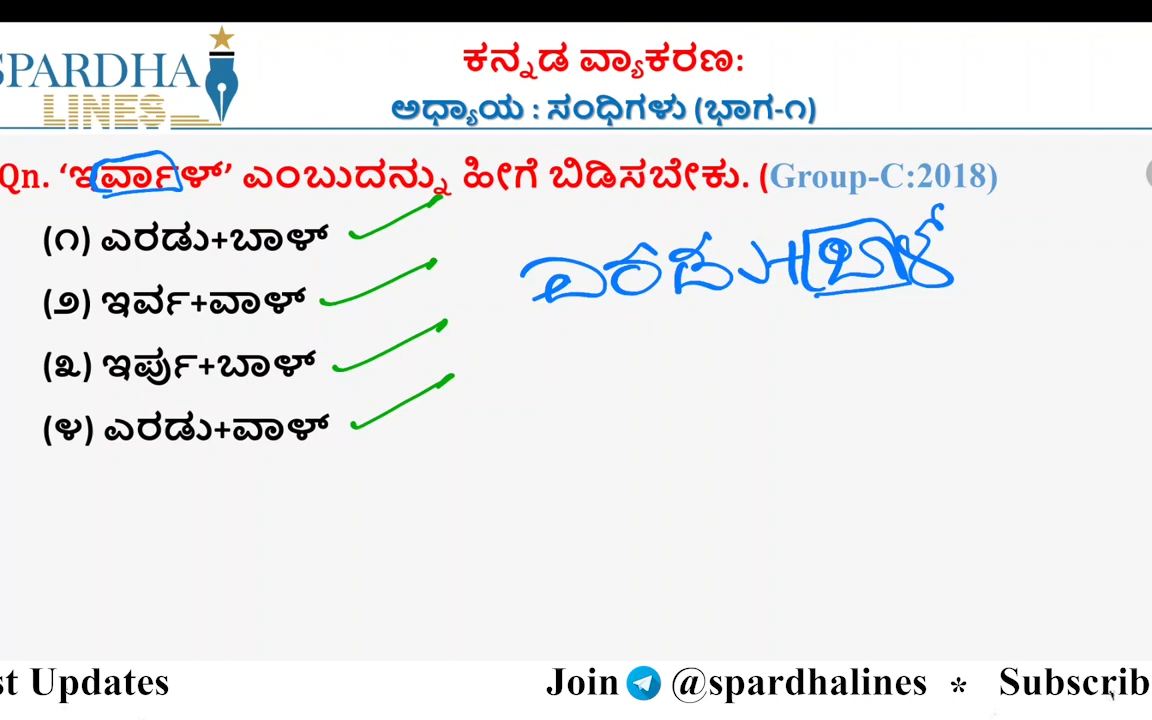 SPARDHA
LINES
ಕನ್ನಡ ವ್ಯಾಕರಣ:
ಅಧ್ಯಾಯ : ಸಂಧಿಗಳು (ಭಾಗ-೧)
Qn. ‘ಇರ್ವಾಳ್’ ಎಂಬುದನ್ನು ಹೀಗೆ ಬಿಡಿಸಬೇಕು. (Group-C:2018)
(೧) ಎರಡು+ಬಾಳ್
(೨) ಇರ್ವ+ವಾಳ್
(೩) ಇರ್ಪು+ಬಾಳ್
(೪) ಎರಡು+ವಾಳ್
ಎರಡು+ಬಾಳ್
st Updates
Join @spardhalines * Subscrib